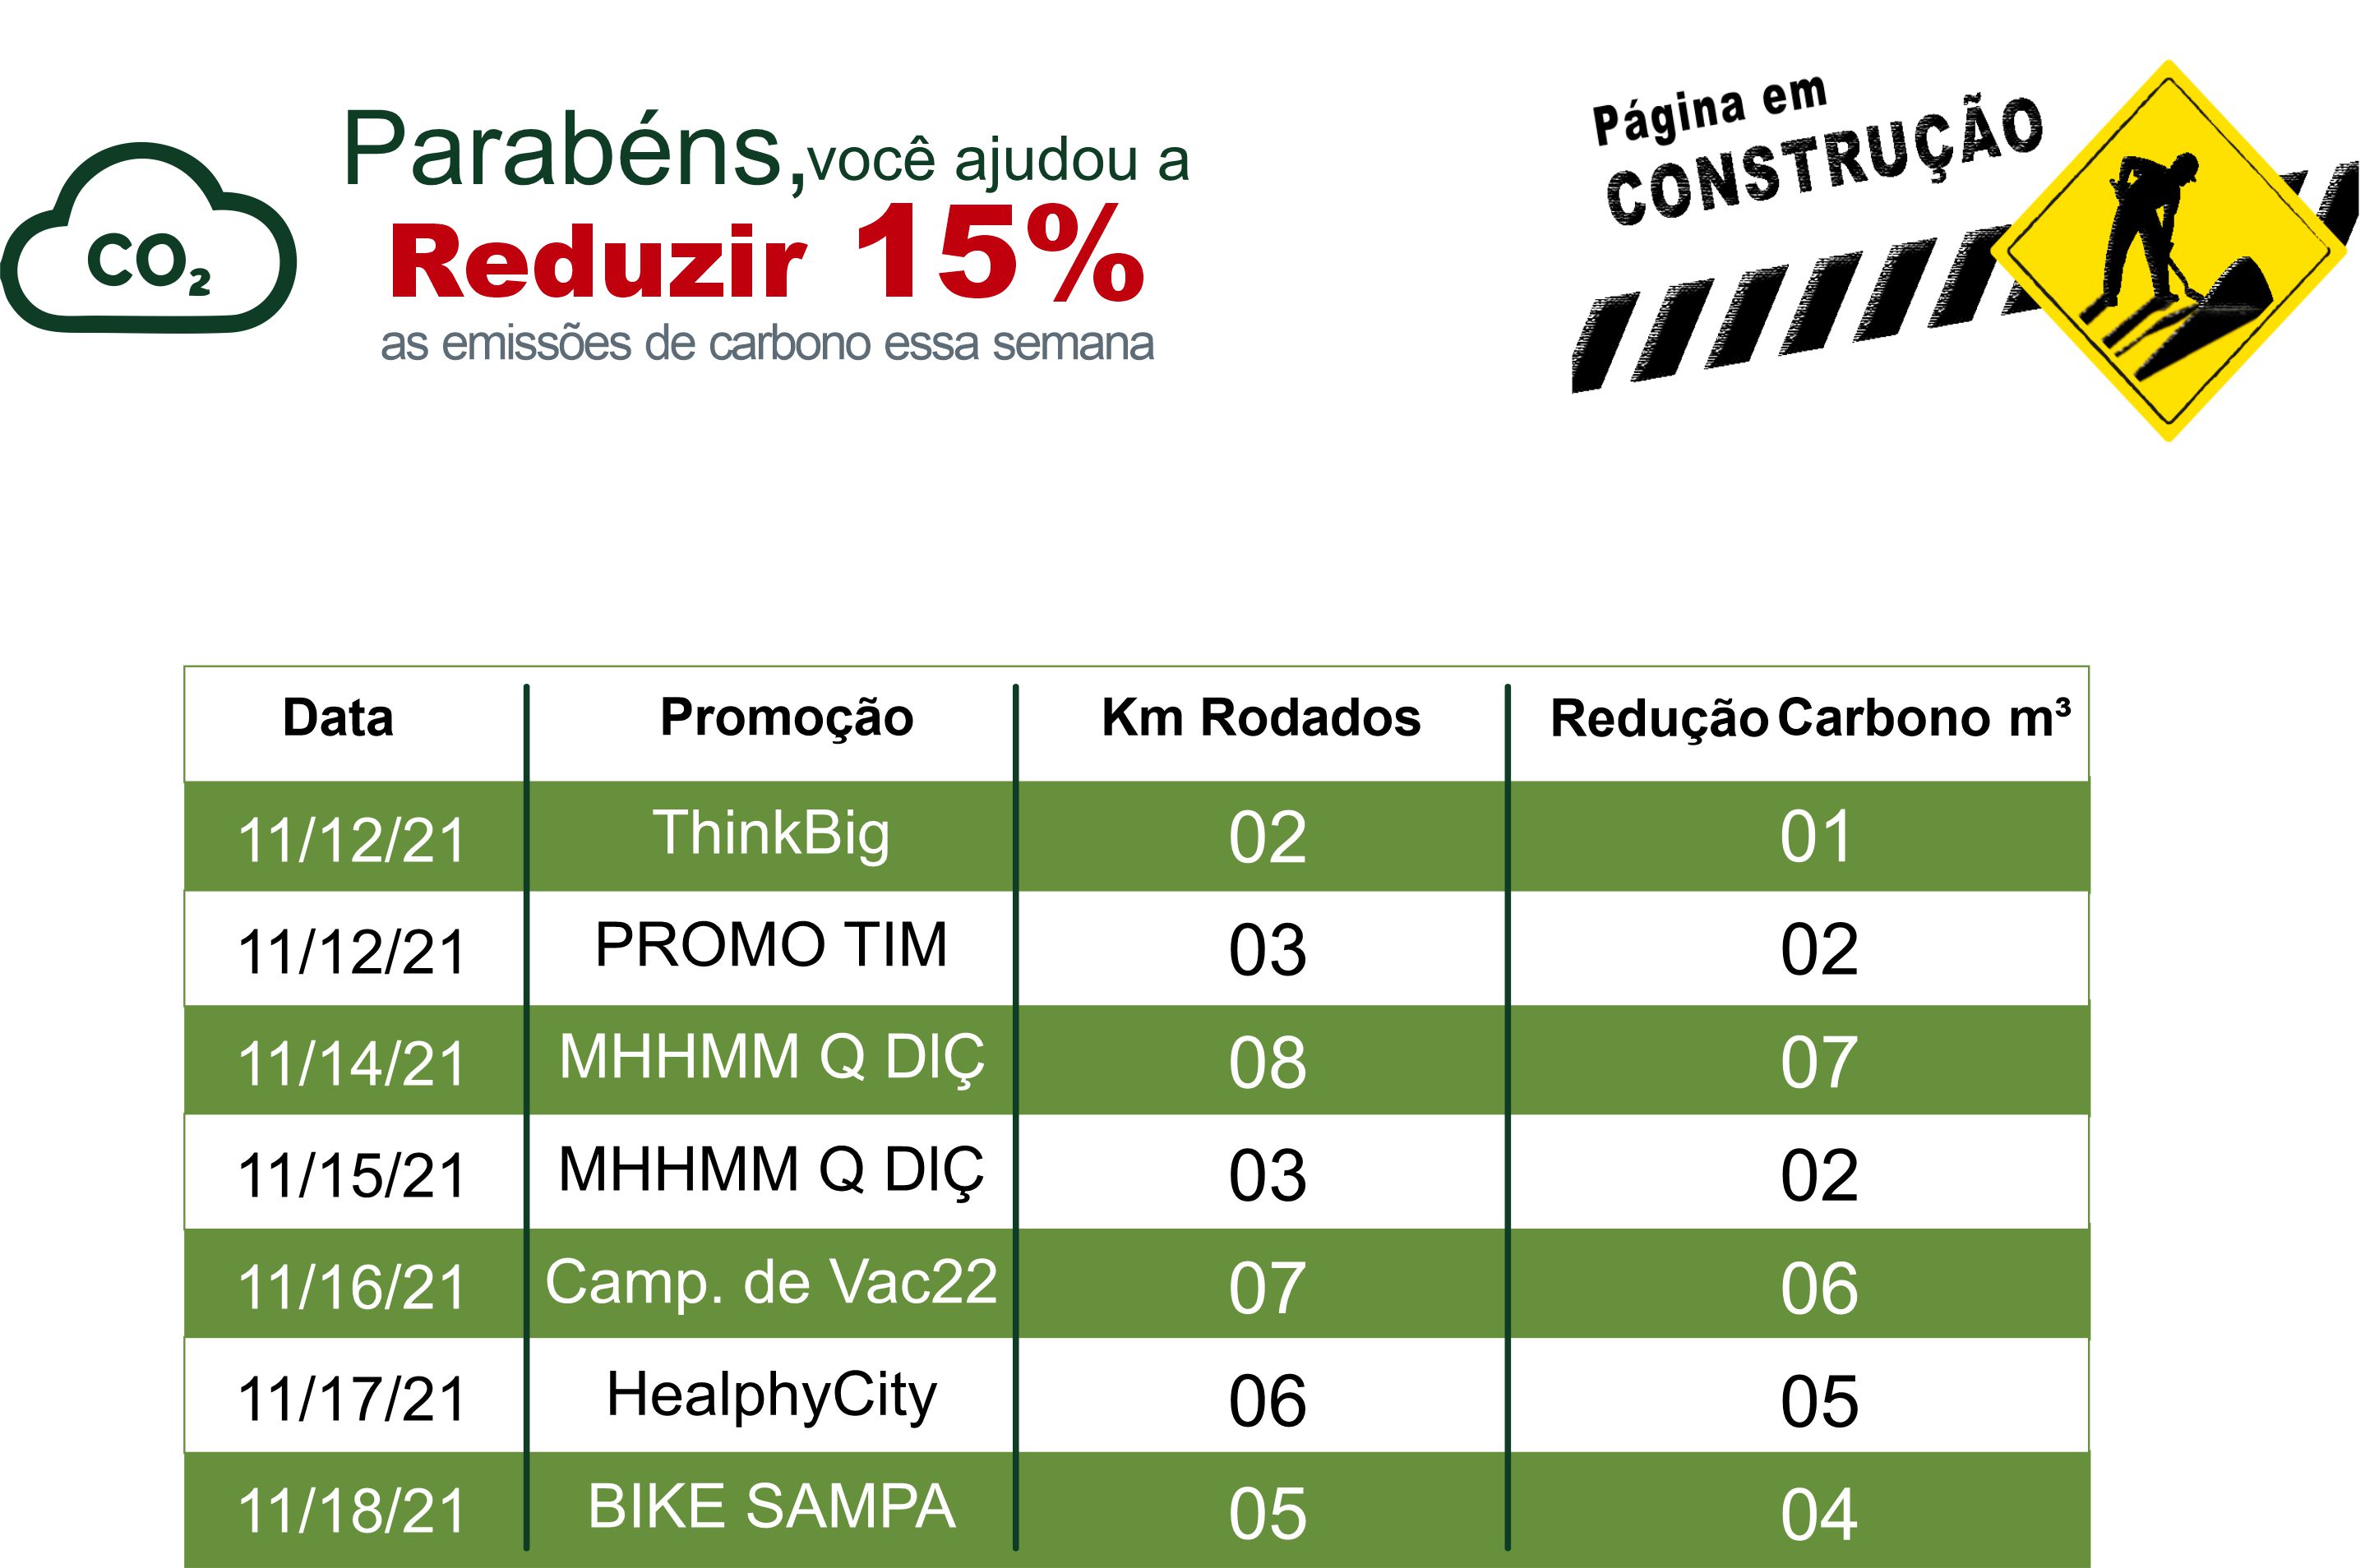 CO₂
Parabéns, você ajudou a
Reduzir 15%
as emissões de carbono essa semana
Página em
CONSTRUÇÃO
Data Promoção Km Rodados Redução Carbono m³
11/12/21 ThinkBig 02 01
11/12/21 PROMO TIM 03 02
11/14/21 MHHMM Q DIÇ 08 07
11/15/21 MHHMM Q DIÇ 03 02
11/16/21 Camp. de Vac22 07 06
11/17/21 HealphyCity 06 05
11/18/21 BIKE SAMPA 05 04